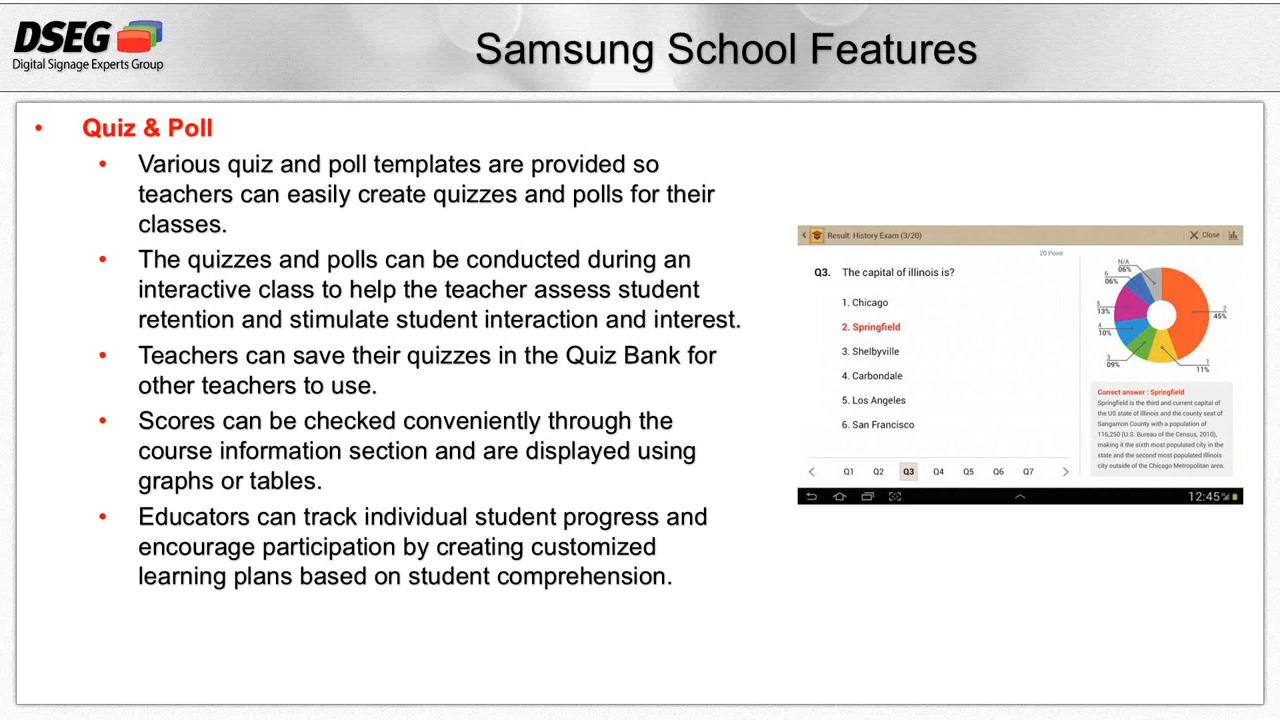 DSEG
Digital Signage Experts Group
Samsung School Features
• Quiz & Poll
• Various quiz and poll templates are provided so
teachers can easily create quizzes and polls for their
classes.
• The quizzes and polls can be conducted during an
interactive class to help the teacher assess student
retention and stimulate student interaction and interest.
• Teachers can save their quizzes in the Quiz Bank for
other teachers to use.
• Scores can be checked conveniently through the
course information section and are displayed using
graphs or tables.
• Educators can track individual student progress and
encourage participation by creating customized
learning plans based on student comprehension.
Result: History Exam (3/20)
Close
20 Point
Q3. The capital of illinois is?
1. Chicago
2. Springfield
3. Shelbyville
4. Carbondale
5. Los Angeles
6. San Francisco
Q1 Q2 Q3 Q4 Q5 Q6 Q7
N/A
06%
6
06%
5
13%
4
10%
3
09%
2
45%
1
11%
Correct answer : Springfield
Springfield is the third and current capital of
the US state of Illinois and the county seat of
Sangamon County with a population of
116,250 (U.S. Bureau of the Census, 2010),
making it the sixth most populated city in the
state and the second most populated Illinois
city outside of the Chicago Metropolitan area.
12:45